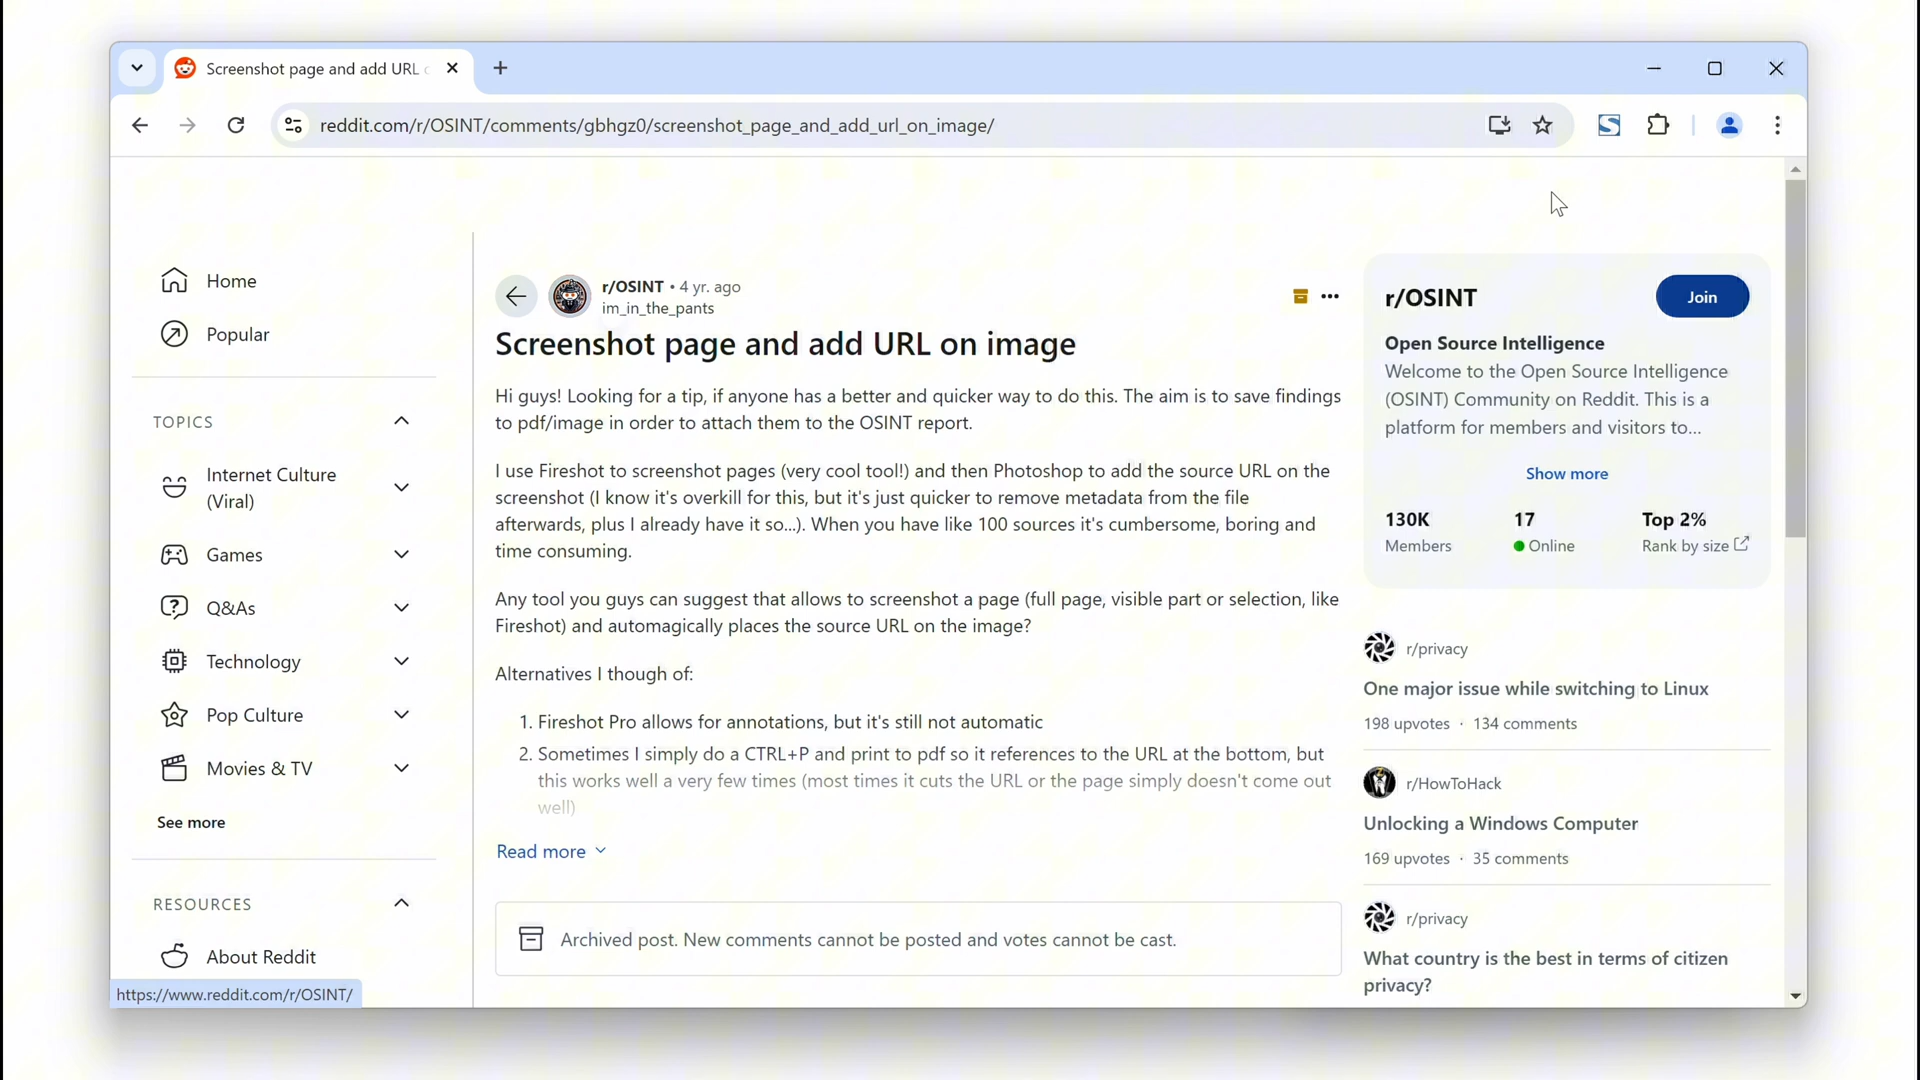 Screenshot page and add URL
reddit.com/r/OSINT/comments/gbhgz0/screenshot_page_and_add_url_on_image/
Home
Popular
TOPICS
Internet Culture
(Viral)
Games
Q&As
Technology
Pop Culture
Movies & TV
See more
RESOURCES
About Reddit
https://www.reddit.com/r/OSINT/
r/OSINT • 4 yr. ago
im_in_the_pants
Screenshot page and add URL on image
Hi guys! Looking for a tip, if anyone has a better and quicker way to do this. The aim is to save findings
to pdf/image in order to attach them to the OSINT report.
I use Fireshot to screenshot pages (very cool tool!) and then Photoshop to add the source URL on the
screenshot (I know it's overkill for this, but it's just quicker to remove metadata from the file
afterwards, plus I already have it so...). When you have like 100 sources it's cumbersome, boring and
time consuming.
Any tool you guys can suggest that allows to screenshot a page (full page, visible part or selection, like
Fireshot) and automagically places the source URL on the image?
Alternatives I though of:
1. Fireshot Pro allows for annotations, but it's still not automatic
2. Sometimes I simply do a CTRL+P and print to pdf so it references to the URL at the bottom, but
this works well a very few times (most times it cuts the URL or the page simply doesn't come out
well)
Read more
Archived post. New comments cannot be posted and votes cannot be cast.
r/OSINT
Join
Open Source Intelligence
Welcome to the Open Source Intelligence
(OSINT) Community on Reddit. This is a
platform for members and visitors to...
Show more
130K 17 Top 2%
Members Online Rank by size
r/privacy
One major issue while switching to Linux
198 upvotes · 134 comments
r/HowToHack
Unlocking a Windows Computer
169 upvotes · 35 comments
r/privacy
What country is the best in terms of citizen
privacy?